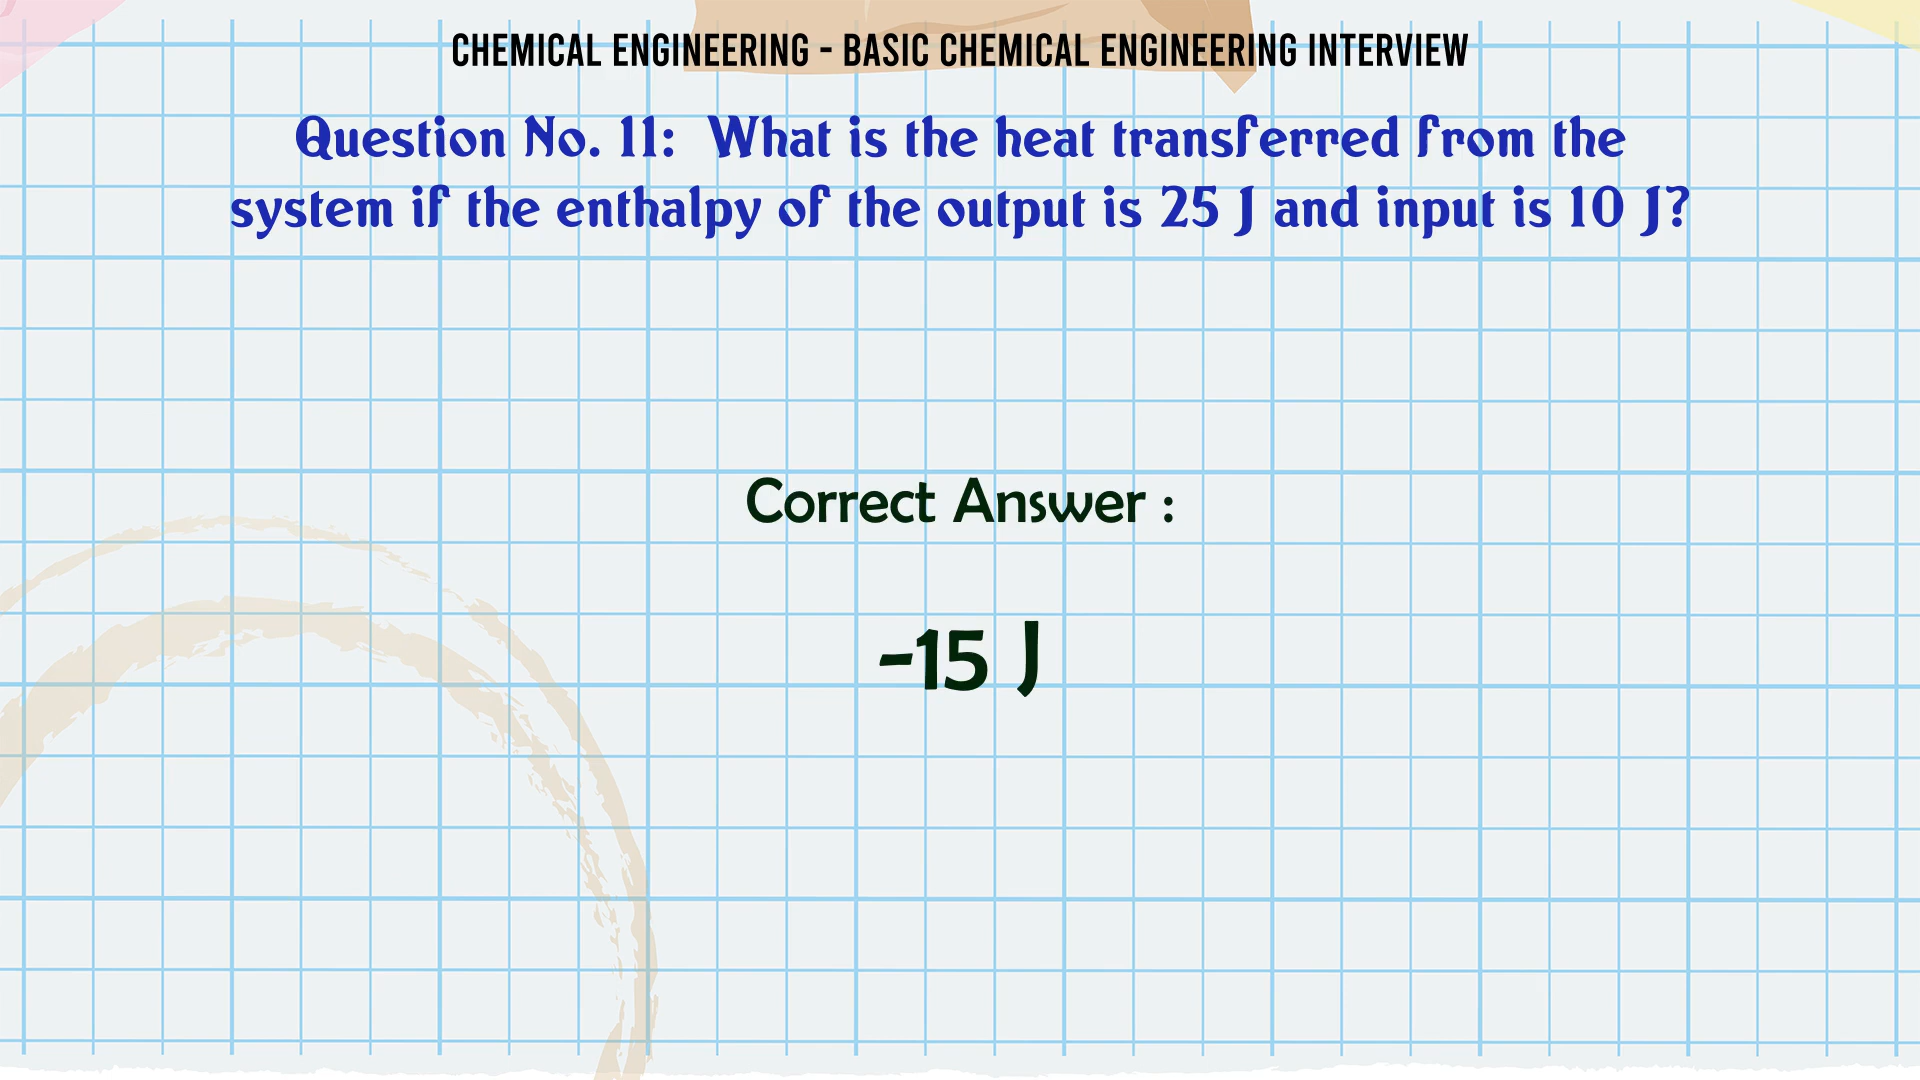 CHEMICAL ENGINEERING - BASIC CHEMICAL ENGINEERING INTERVIEW
Question No. 11: What is the heat transferred from the
system if the enthalpy of the output is 25 J and input is 10 J?
Correct Answer :
-15 J